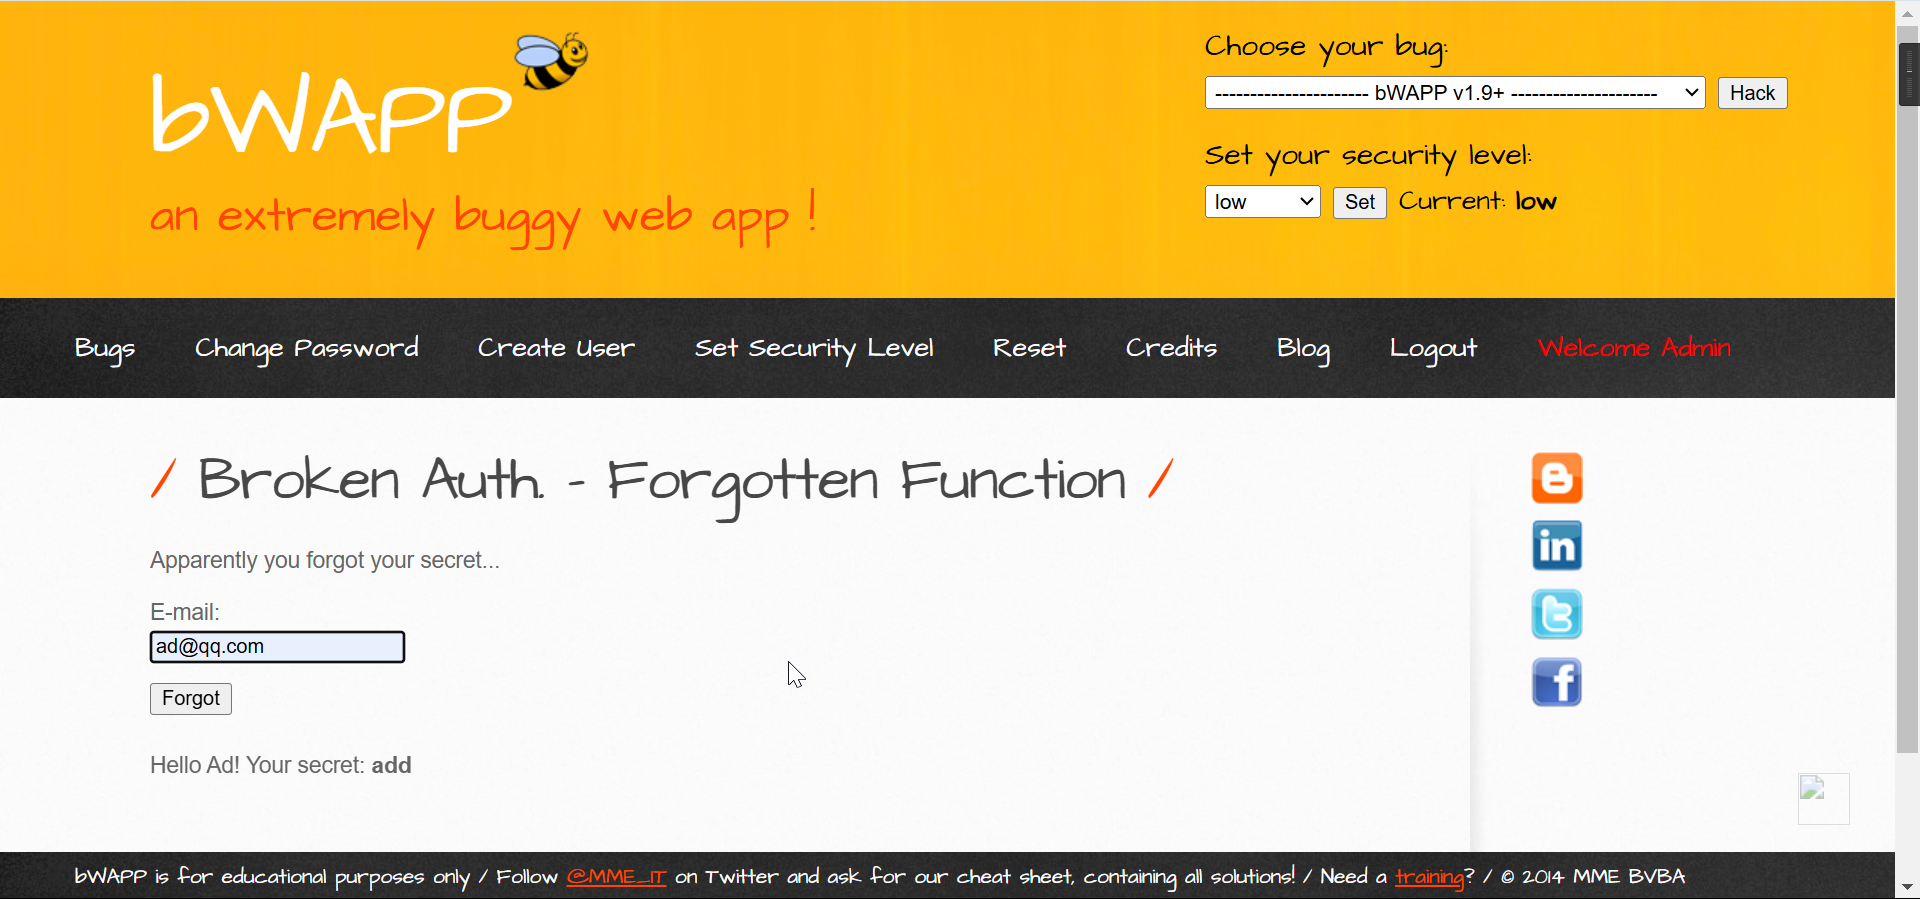 bWAPP
an extremely buggy web app !
Choose your bug:
---------------------- bWAPP v1.9+ ---------------------
Hack
Set your security level:
low
Set
Current: low
Bugs
Change Password
Create User
Set Security Level
Reset
Credits
Blog
Logout
Welcome Admin
/ Broken Auth. - Forgotten Function /
Apparently you forgot your secret...
E-mail:
ad@qq.com
Forgot
Hello Ad! Your secret: add
bWAPP is for educational purposes only / Follow @MME_IT on Twitter and ask for our cheat sheet, containing all solutions! / Need a training? / © 2014 MME BVBA